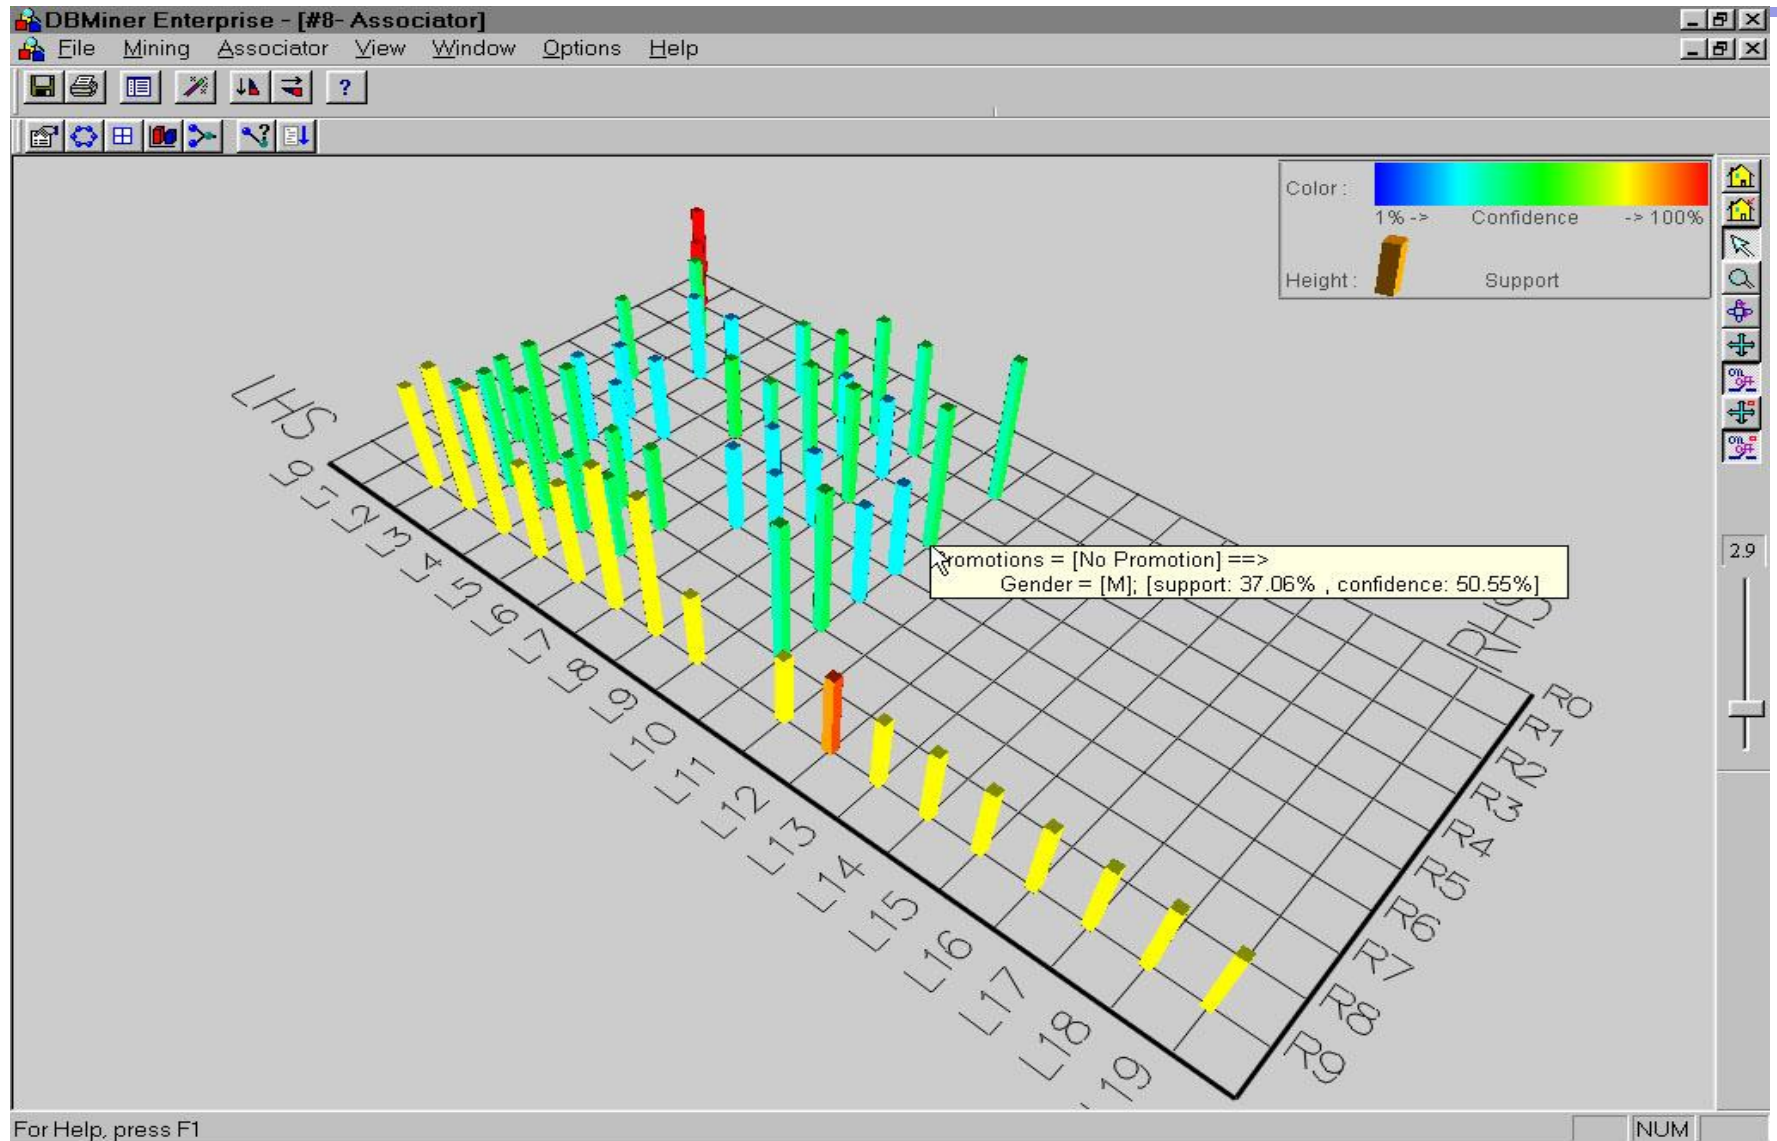 DBMiner Enterprise - [#8- Associator]
File Mining Associator View Window Options Help
?
Color :
1% -> Confidence -> 100%
Height : Support
LHS
L0
L1
L2
L3
L4
L5
L6
L7
L8
L9
L10
L11
L12
L13
L14
L15
L16
L17
L18
L19
romotions = [No Promotion] ==>
Gender = [M]; [support: 37.06% , confidence: 50.55%]
RHS
R0
R1
R2
R3
R4
R5
R6
R7
R8
R9
2.9
For Help, press F1
NUM